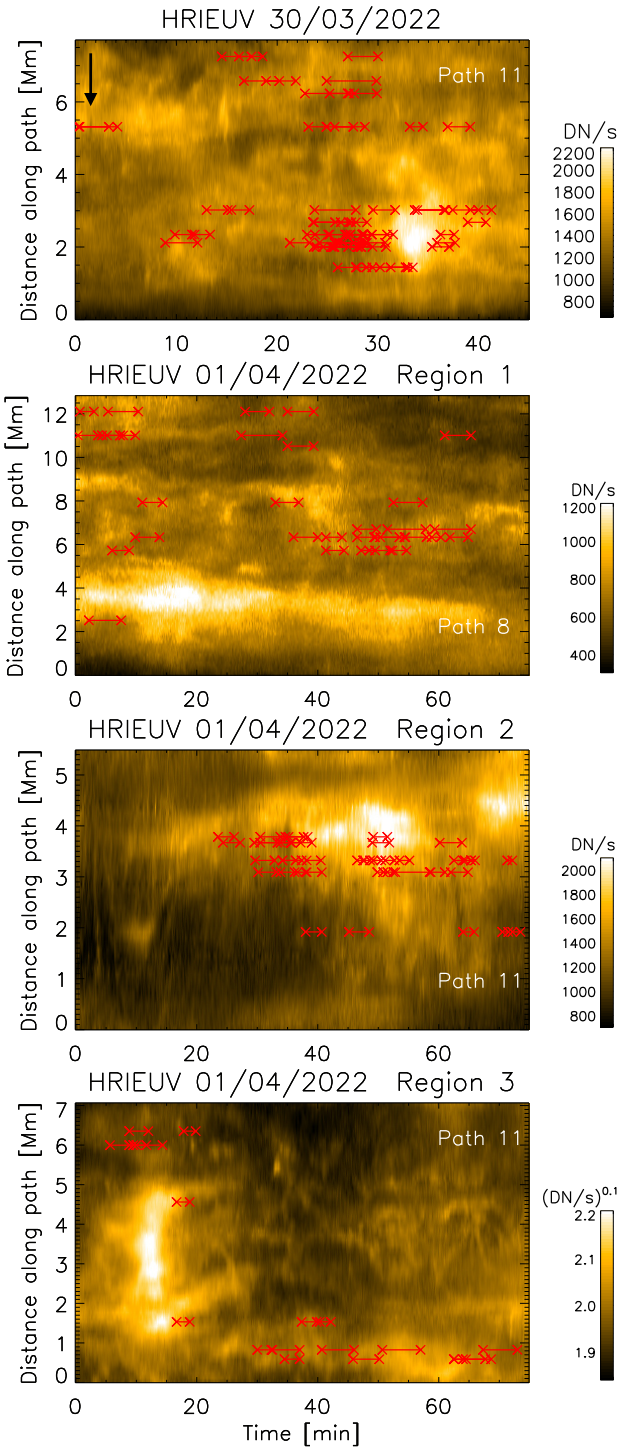 HRIEUV 30/03/2022
Path 11
Distance along path [Mm]
6
4
2
0
0 10 20 30 40
DN/s
2200
2000
1800
1600
1400
1200
1000
800
HRIEUV 01/04/2022 Region 1
Distance along path [Mm]
12
10
8
6
4
2
0
Path 8
0 20 40 60
DN/s
1200
1000
800
600
400
HRIEUV 01/04/2022 Region 2
Distance along path [Mm]
5
4
3
2
1
0
Path 11
0 20 40 60
DN/s
2000
1800
1600
1400
1200
1000
800
HRIEUV 01/04/2022 Region 3
Path 11
Distance along path [Mm]
7
6
5
4
3
2
1
0
0 20 40 60
Time [min]
(DN/s)^0.1
2.2
2.1
2.0
1.9